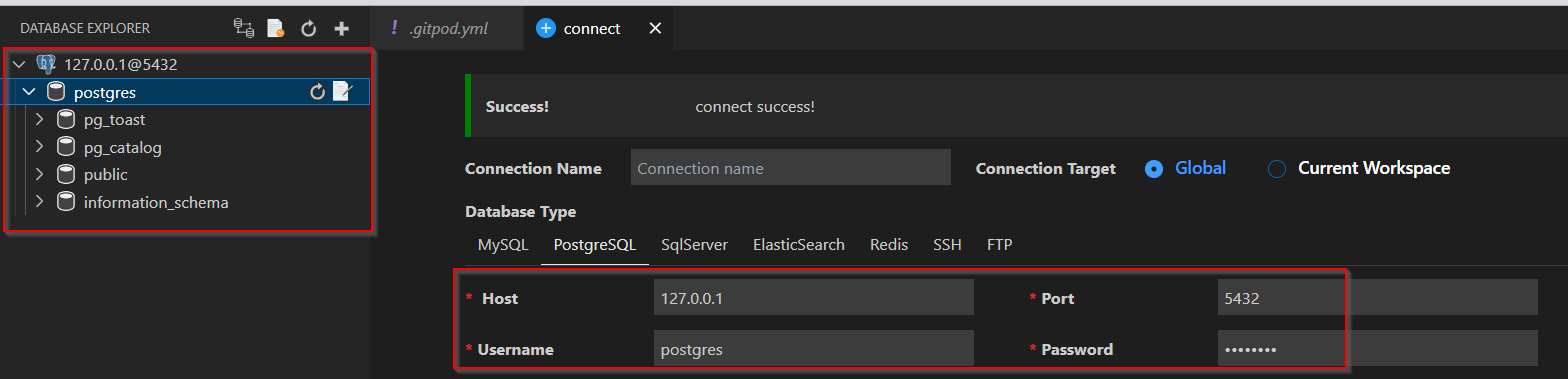 DATABASE EXPLORER
127.0.0.1@5432
postgres
pg_toast
pg_catalog
public
information_schema
! .gitpod.yml
connect
Success! connect success!
Connection Name Connection name Connection Target Global Current Workspace
Database Type
MySQL PostgreSQL SqlServer ElasticSearch Redis SSH FTP
* Host 127.0.0.1 * Port 5432
* Username postgres * Password ••••••••